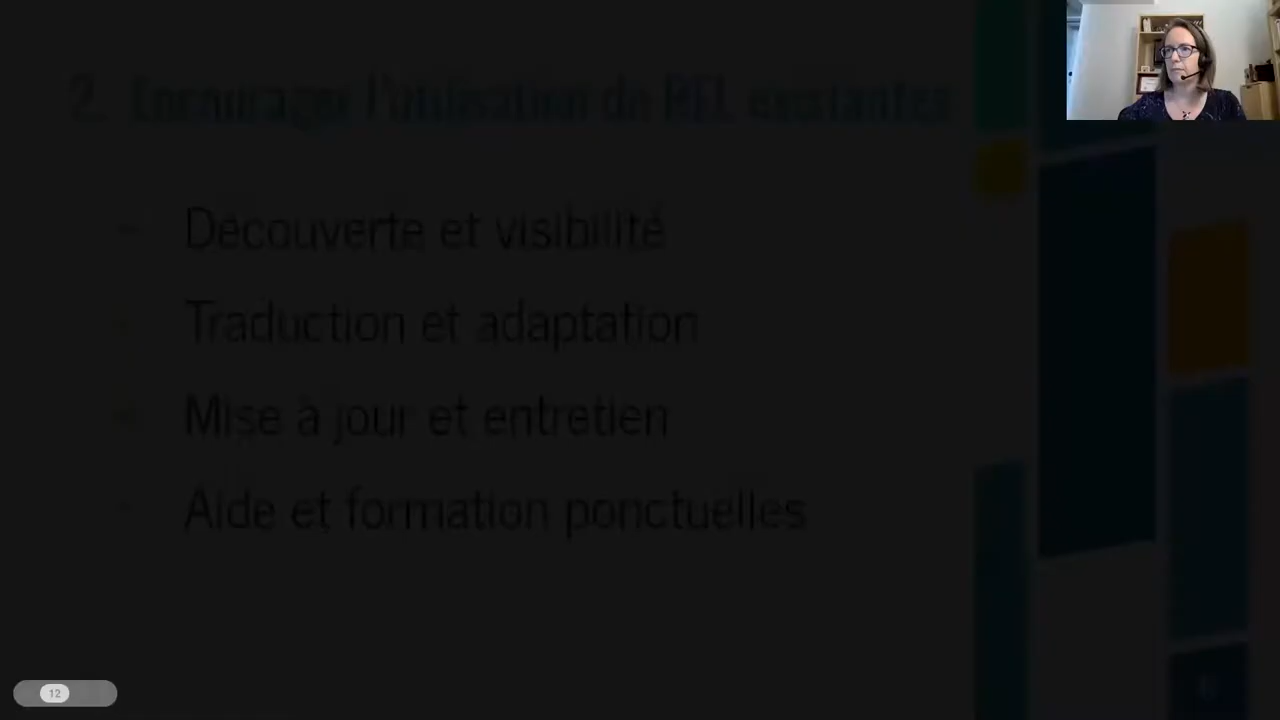 2. Encourager l'utilisation de REL existantes
- Découverte et visibilité
- Traduction et adaptation
- Mise à jour et entretien
- Aide et formation ponctuelles
12